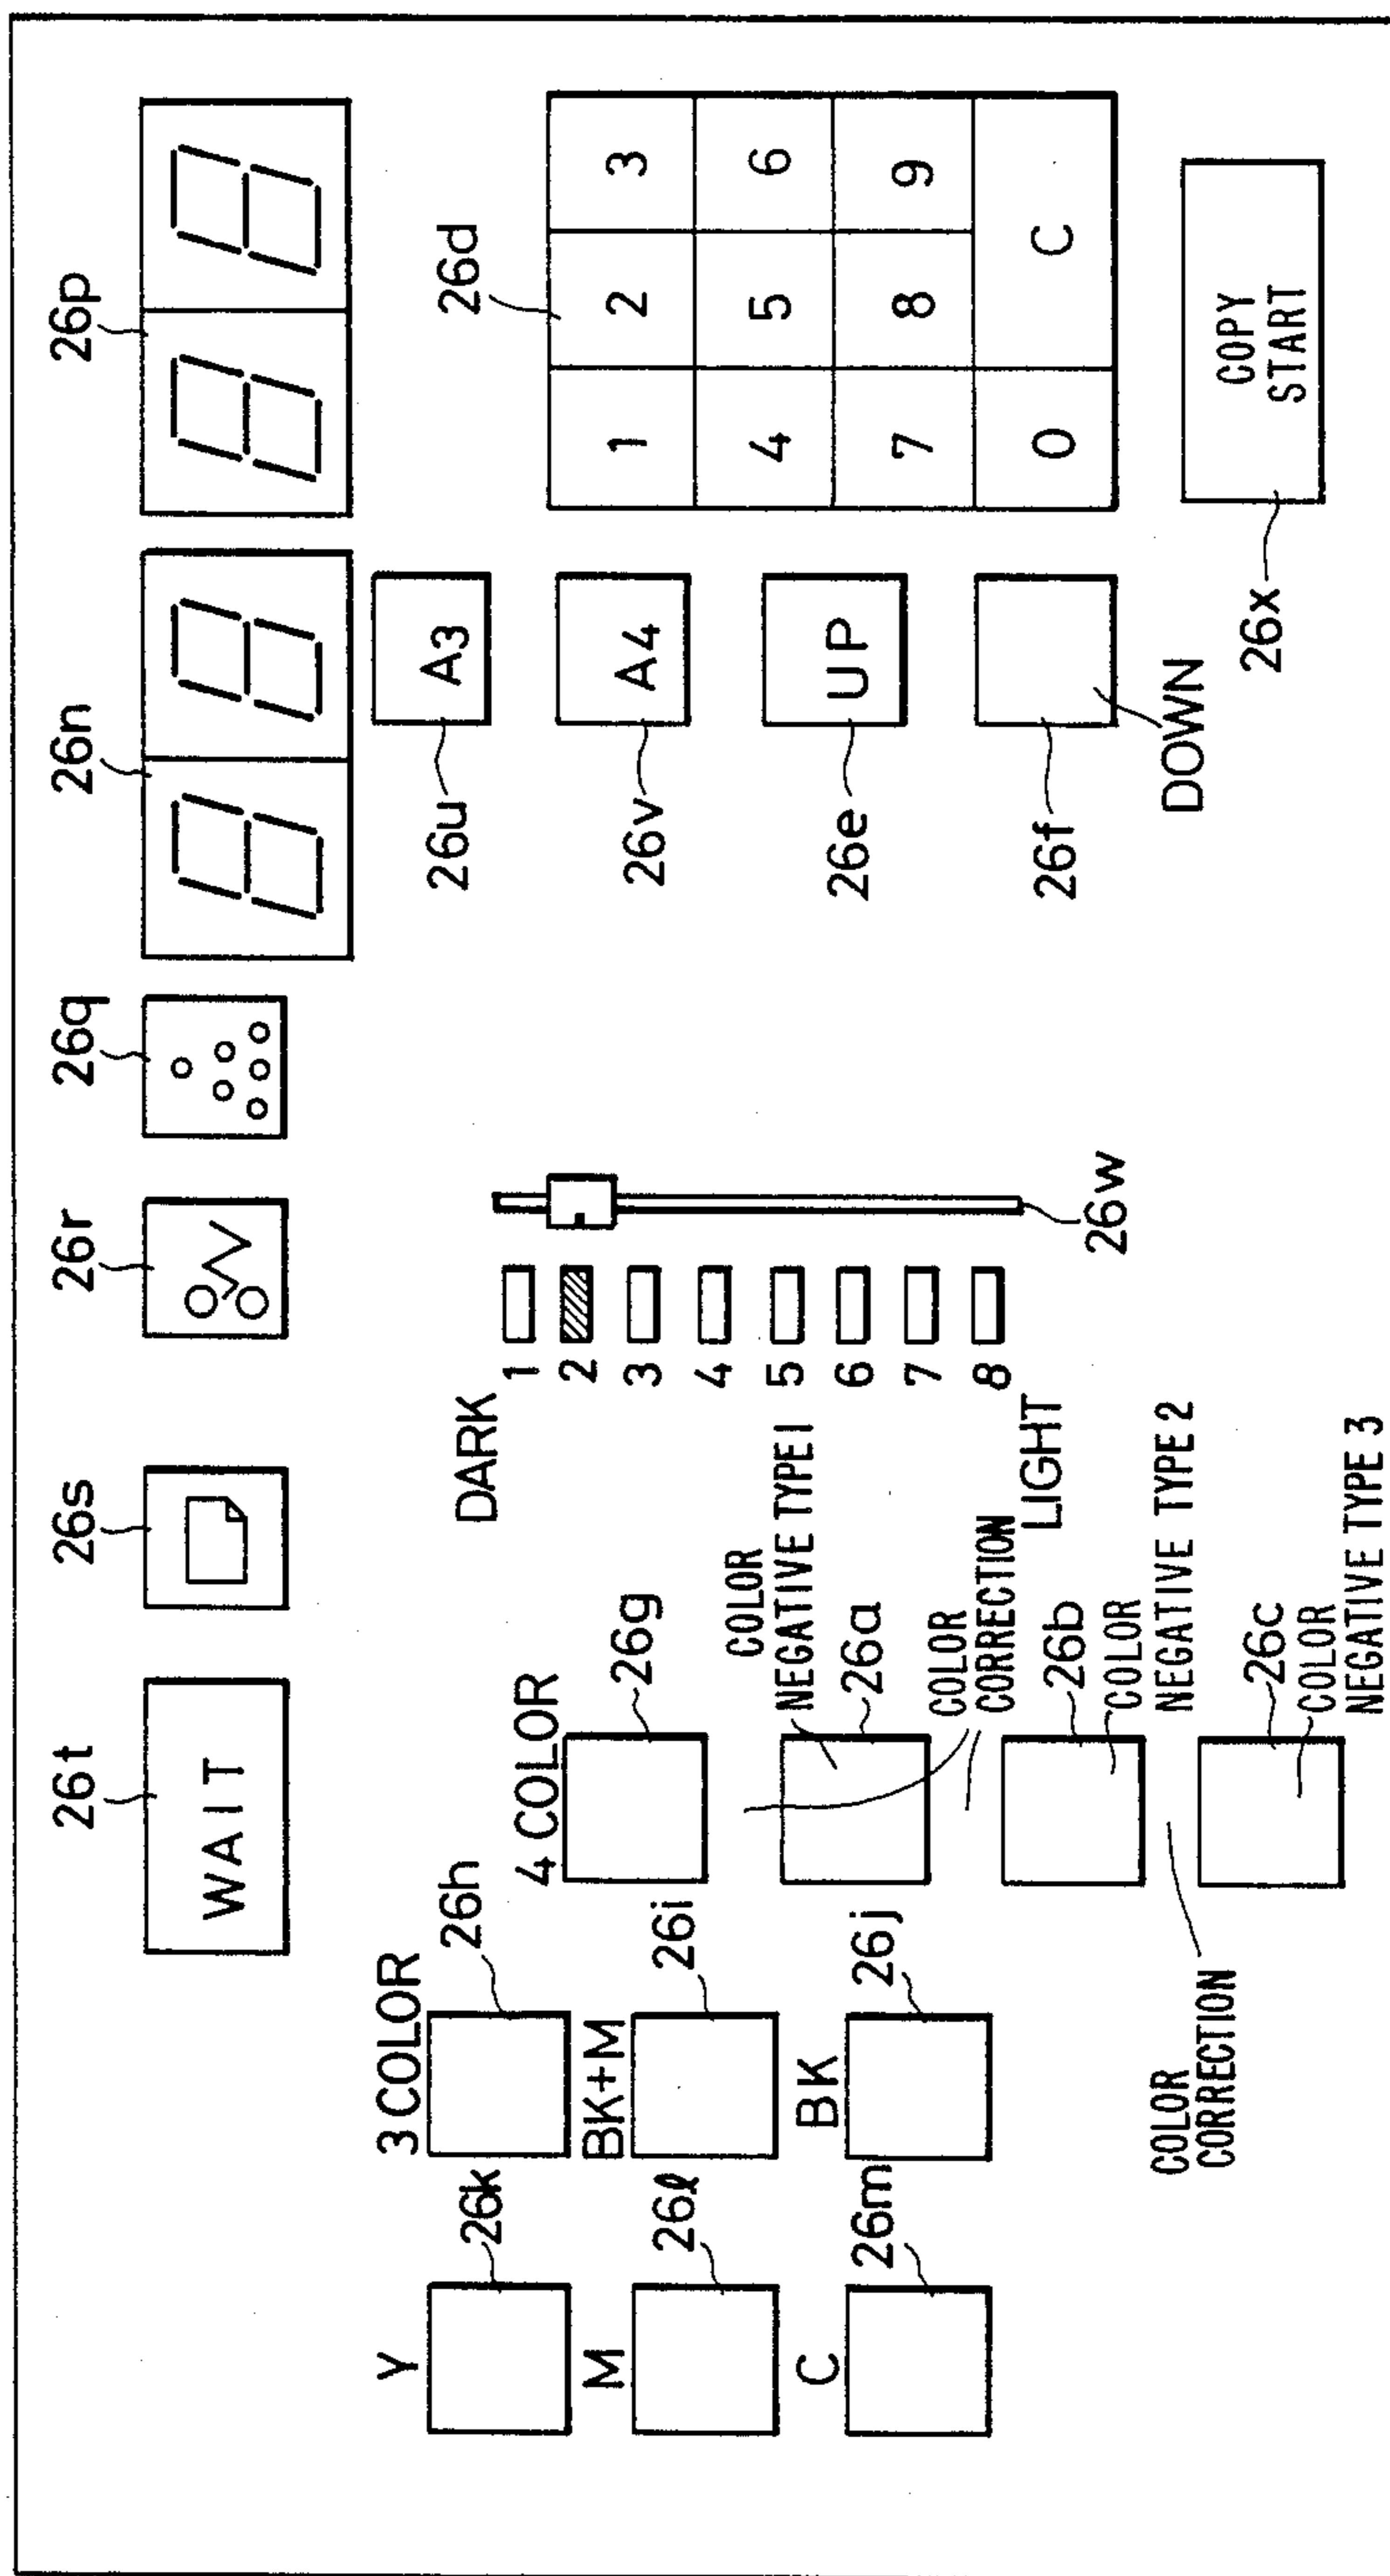 26t
26s
26r
26q
26n
26p
WAIT
Y
26k
3 COLOR
26h
M
26ℓ
BK+M
26i
C
26m
BK
26j
4 COLOR
26g
COLOR
NEGATIVE TYPE 1
26a
COLOR
CORRECTION
26b
COLOR
NEGATIVE TYPE 2
26c
COLOR
NEGATIVE TYPE 3
COLOR
CORRECTION
DARK
1
2
3
4
5
6
7
8
LIGHT
26w
26u
A3
26v
A4
26e
UP
26f
DOWN
26d
1 2 3
4 5 6
7 8 9
0 C
COPY
START
26x